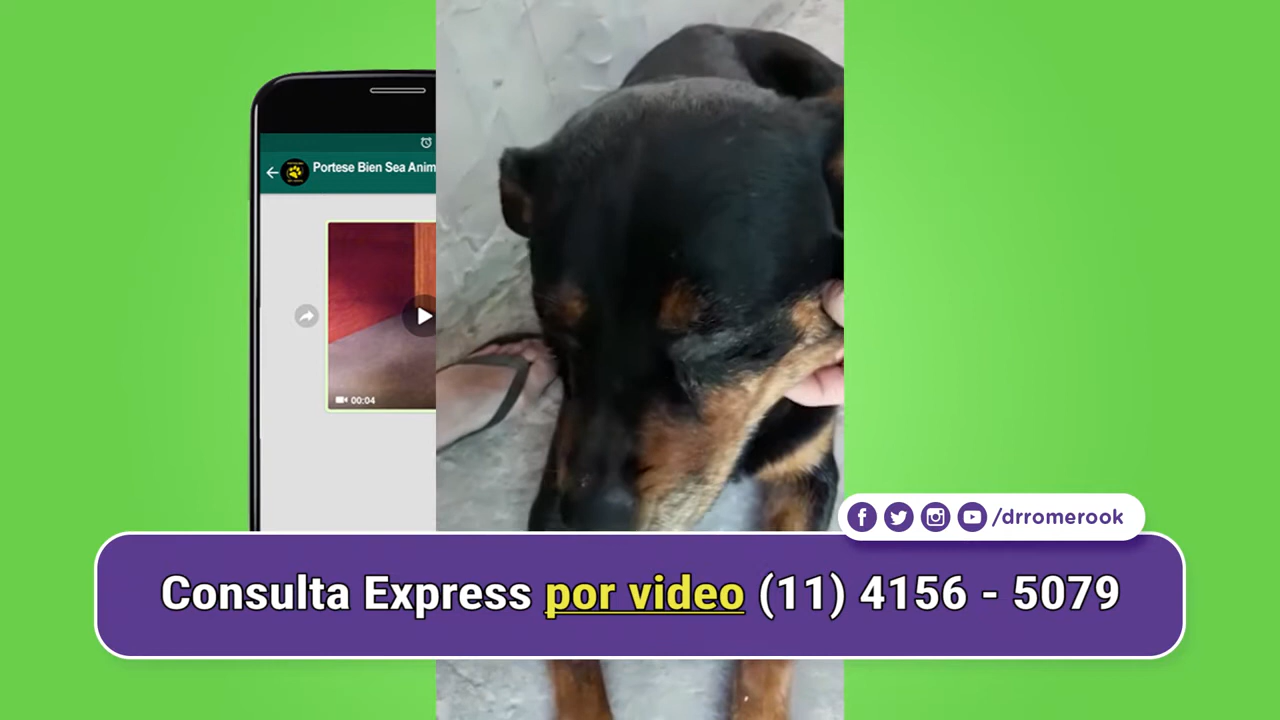 Portese Bien Sea Anim
00:04
/drromerook
Consulta Express por video (11) 4156 - 5079